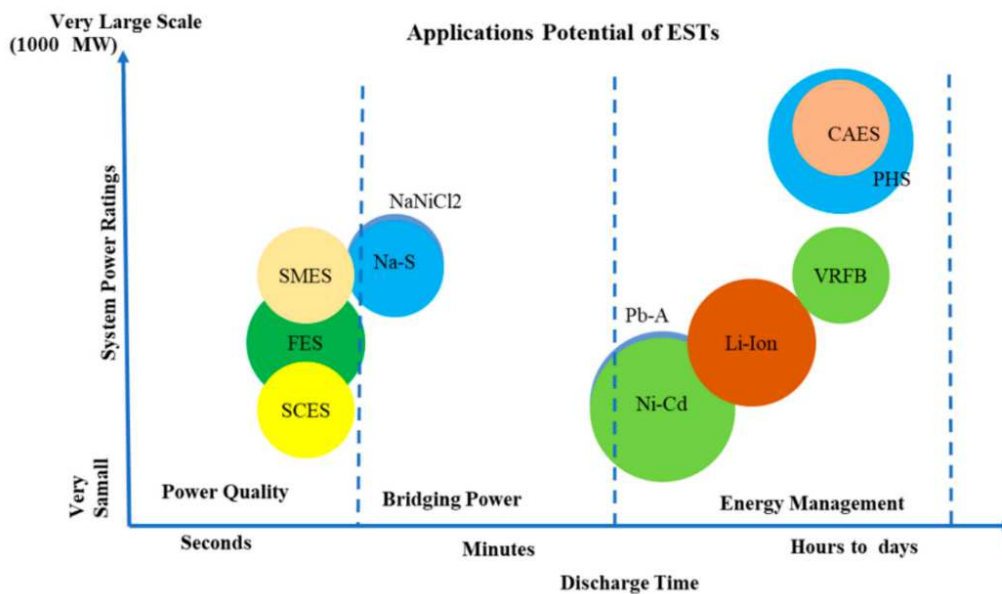 Very Large Scale
(1000 MW)
Applications Potential of ESTs
System Power Ratings
Very
Samall
CAES
PHS
NaNiCl2
Na-S
SMES
VRFB
Pb-A
FES
Li-Ion
SCES
Ni-Cd
Power Quality
Bridging Power
Energy Management
Seconds
Minutes
Hours to days
Discharge Time